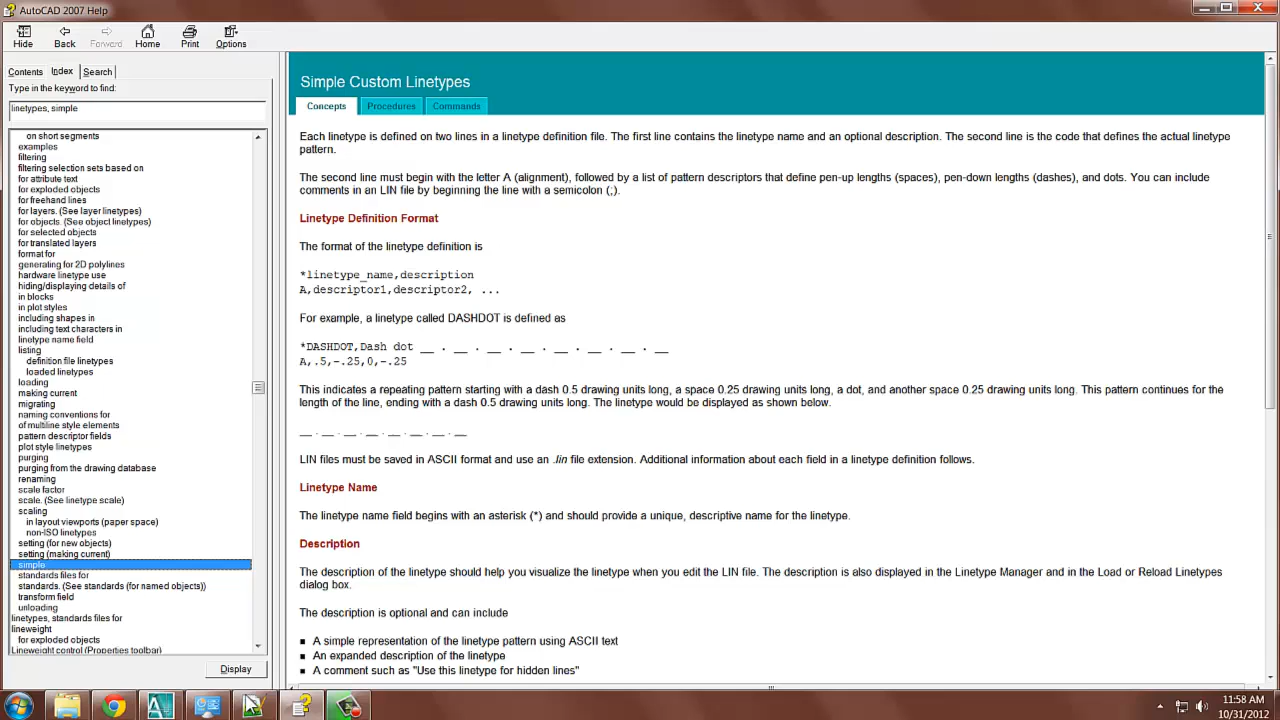 AutoCAD 2007 Help
Hide Back Forward Home Print Options
Contents Index Search
Type in the keyword to find:
linetypes, simple
on short segments
examples
filtering
filtering selection sets based on
for attribute text
for exploded objects
for freehand lines
for layers. (See layer linetypes)
for objects. (See object linetypes)
for selected objects
for translated layers
format for
generating for 2D polylines
hardware linetype use
hiding/displaying details of
in blocks
in plot styles
including shapes in
including text characters in
linetype name field
listing
definition file linetypes
loaded linetypes
loading
making current
migrating
naming conventions for
of multiline style elements
pattern descriptor fields
plot style linetypes
purging
purging from the drawing database
renaming
scale factor
scale. (See linetype scale)
scaling
in layout viewports (paper space)
non-ISO linetypes
setting (for new objects)
setting (making current)
simple
standards files for
standards. (See standards (for named objects))
transform field
unloading
linetypes, standards files for
lineweight
for exploded objects
Lineweight control (Properties toolbar)
Display
Simple Custom Linetypes
Concepts Procedures Commands
Each linetype is defined on two lines in a linetype definition file. The first line contains the linetype name and an optional description. The second line is the code that defines the actual linetype
pattern.
The second line must begin with the letter A (alignment), followed by a list of pattern descriptors that define pen-up lengths (spaces), pen-down lengths (dashes), and dots. You can include
comments in an LIN file by beginning the line with a semicolon (;).
Linetype Definition Format
The format of the linetype definition is
*linetype_name,description
A,descriptor1,descriptor2, ...
For example, a linetype called DASHDOT is defined as
*DASHDOT,Dash dot __ . __ . __ . __ . __ . __ . __ . __
A,.5,-.25,0,-.25
This indicates a repeating pattern starting with a dash 0.5 drawing units long, a space 0.25 drawing units long, a dot, and another space 0.25 drawing units long. This pattern continues for the
length of the line, ending with a dash 0.5 drawing units long. The linetype would be displayed as shown below.
__ . __ . __ . __ . __ . __ . __ . __
LIN files must be saved in ASCII format and use an .lin file extension. Additional information about each field in a linetype definition follows.
Linetype Name
The linetype name field begins with an asterisk (*) and should provide a unique, descriptive name for the linetype.
Description
The description of the linetype should help you visualize the linetype when you edit the LIN file. The description is also displayed in the Linetype Manager and in the Load or Reload Linetypes
dialog box.
The description is optional and can include
■ A simple representation of the linetype pattern using ASCII text
■ An expanded description of the linetype
■ A comment such as "Use this linetype for hidden lines"
11:58 AM
10/31/2012